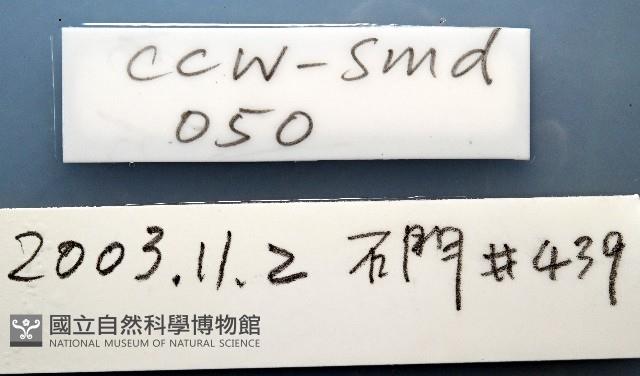 CCW-Smd
050
2003.11.2 石門 #439
國立自然科學博物館
NATIONAL MUSEUM OF NATURAL SCIENCE